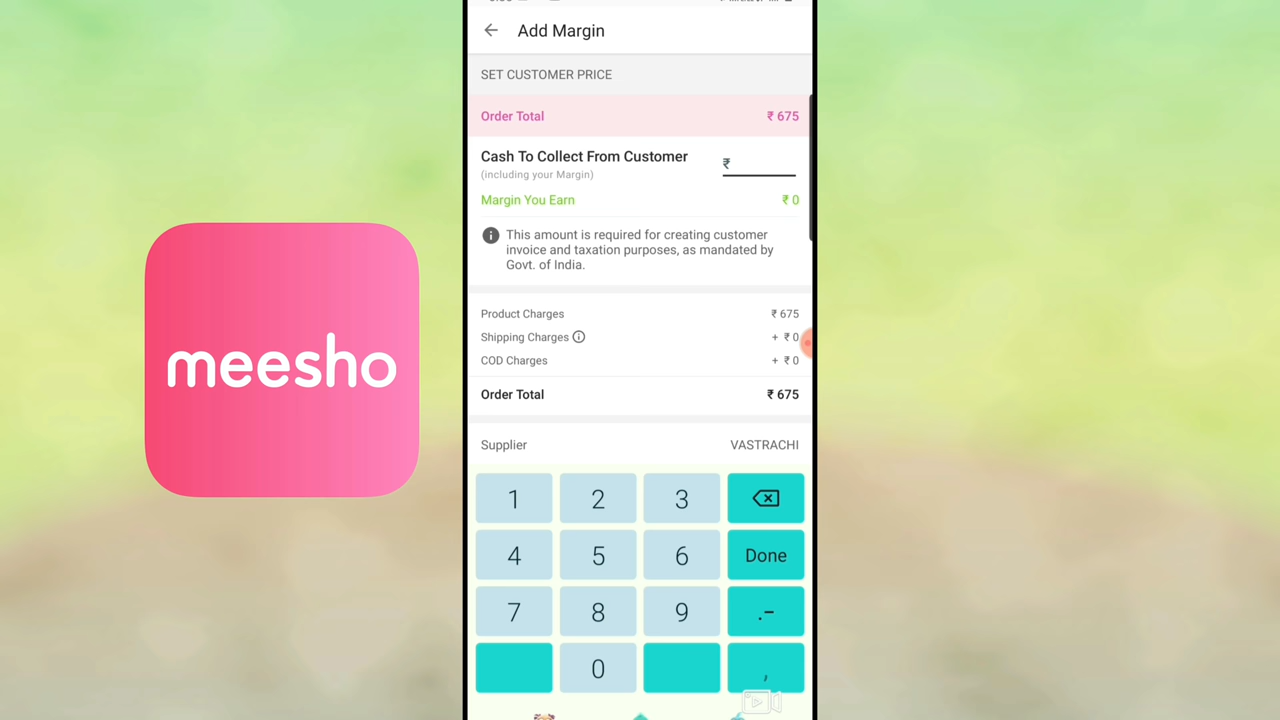 Add Margin
SET CUSTOMER PRICE
Order Total ₹ 675
Cash To Collect From Customer ₹
(including your Margin)
Margin You Earn ₹ 0
This amount is required for creating customer
invoice and taxation purposes, as mandated by
Govt. of India.
Product Charges ₹ 675
Shipping Charges + ₹ 0
COD Charges + ₹ 0
Order Total ₹ 675
Supplier VASTRACHI
1 2 3
4 5 6 Done
7 8 9 .-
0 ,
meesho